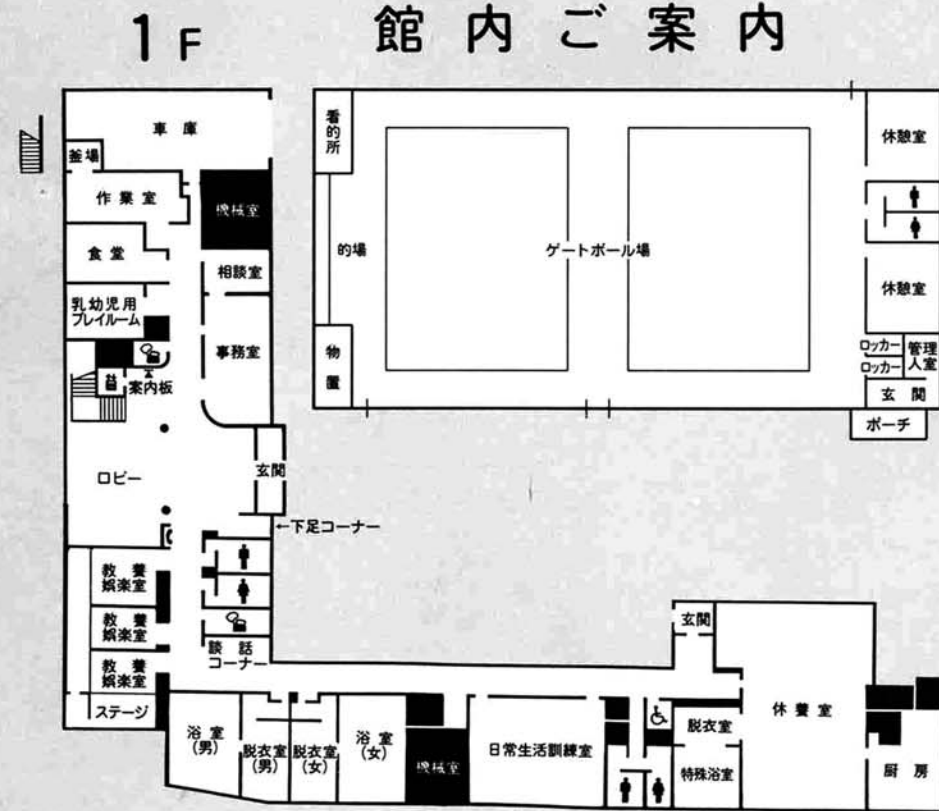 1F
館内ご案内
車庫
釜場
作業室
機械室
食堂
相談室
乳幼児用
プレイルーム
事務室
案内板
ロビー
玄関
←下足コーナー
教養
娯楽室
教養
娯楽室
教養
娯楽室
ステージ
談話
コーナー
浴室
(男)
脱衣室
(男)
脱衣室
(女)
浴室
(女)
機械室
日常生活訓練室
脱衣室
特殊浴室
玄関
休養室
厨房
看的所
的場
物置
ゲートボール場
休憩室
休憩室
ロッカー
ロッカー
管理
人室
玄関
ポーチ